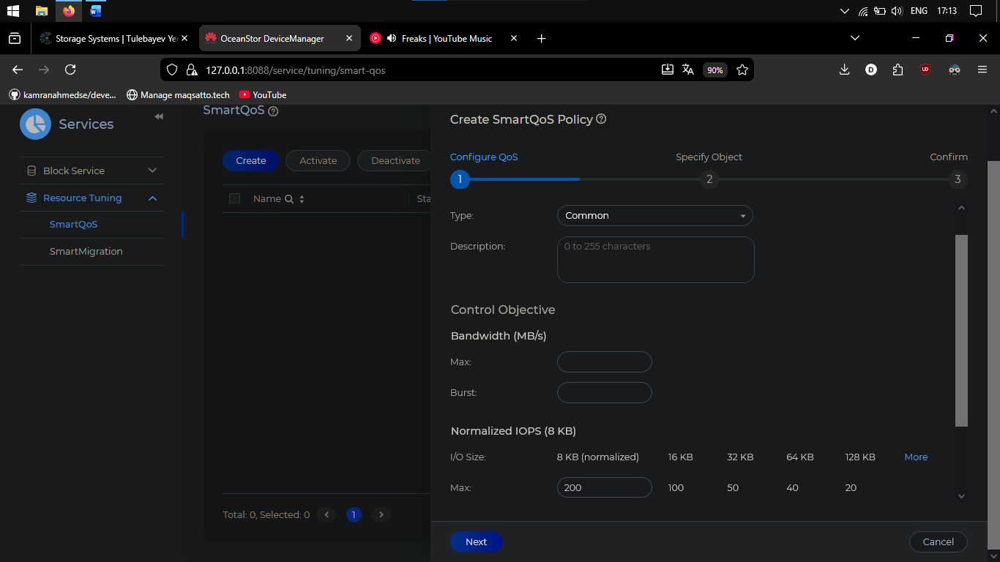 ENG 17:13
Storage Systems | Tulebayev Ye
OceanStor DeviceManager
Freaks | YouTube Music
127.0.0.1:8088/service/tuning/smart-qos
90%
kamranahmedse/deve...
Manage maqsatto.tech
YouTube
Services
Block Service
Resource Tuning
SmartQoS
SmartMigration
SmartQoS
Create
Activate
Deactivate
Name
Sta
Total: 0, Selected: 0
1
Create SmartQoS Policy
Configure QoS
Specify Object
Confirm
1
2
3
Type:
Common
Description:
0 to 255 characters
Control Objective
Bandwidth (MB/s)
Max:
Burst:
Normalized IOPS (8 KB)
I/O Size: 8 KB (normalized) 16 KB 32 KB 64 KB 128 KB More
Max: 200 100 50 40 20
Next
Cancel